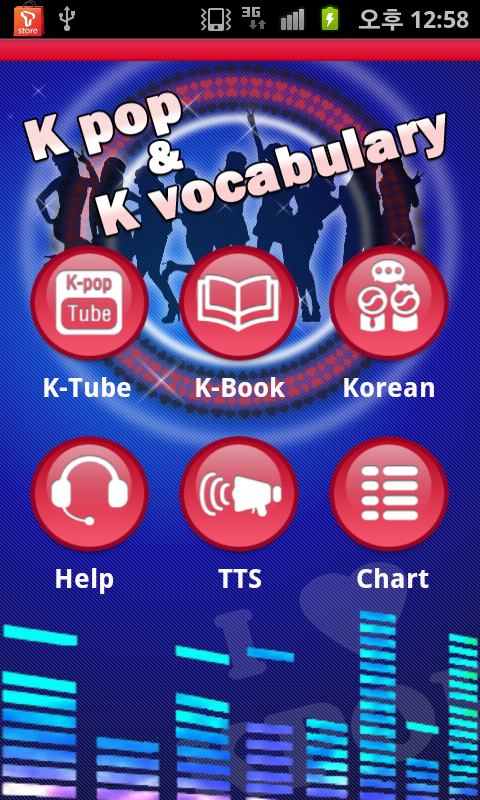 store
3G
오후 12:58
K pop
&
K vocabulary
K-pop
Tube
K-Tube
K-Book
Korean
Help
TTS
Chart
I